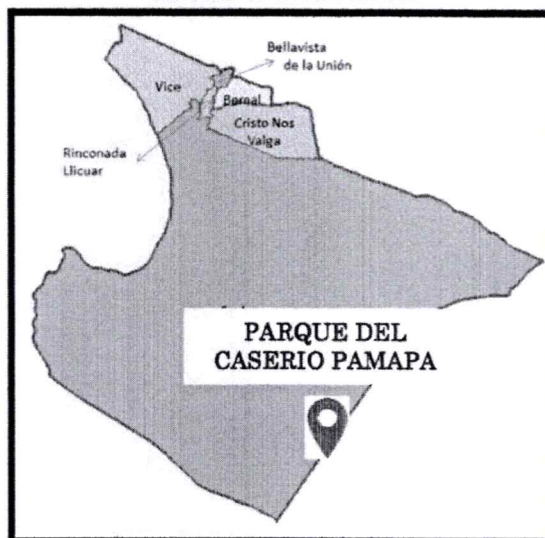 Bellavista
de la Unión
Vice
Bernal
Cristo Nos
Valga
Rinconada
Llicuar
PARQUE DEL
CASERIO PAMAPA